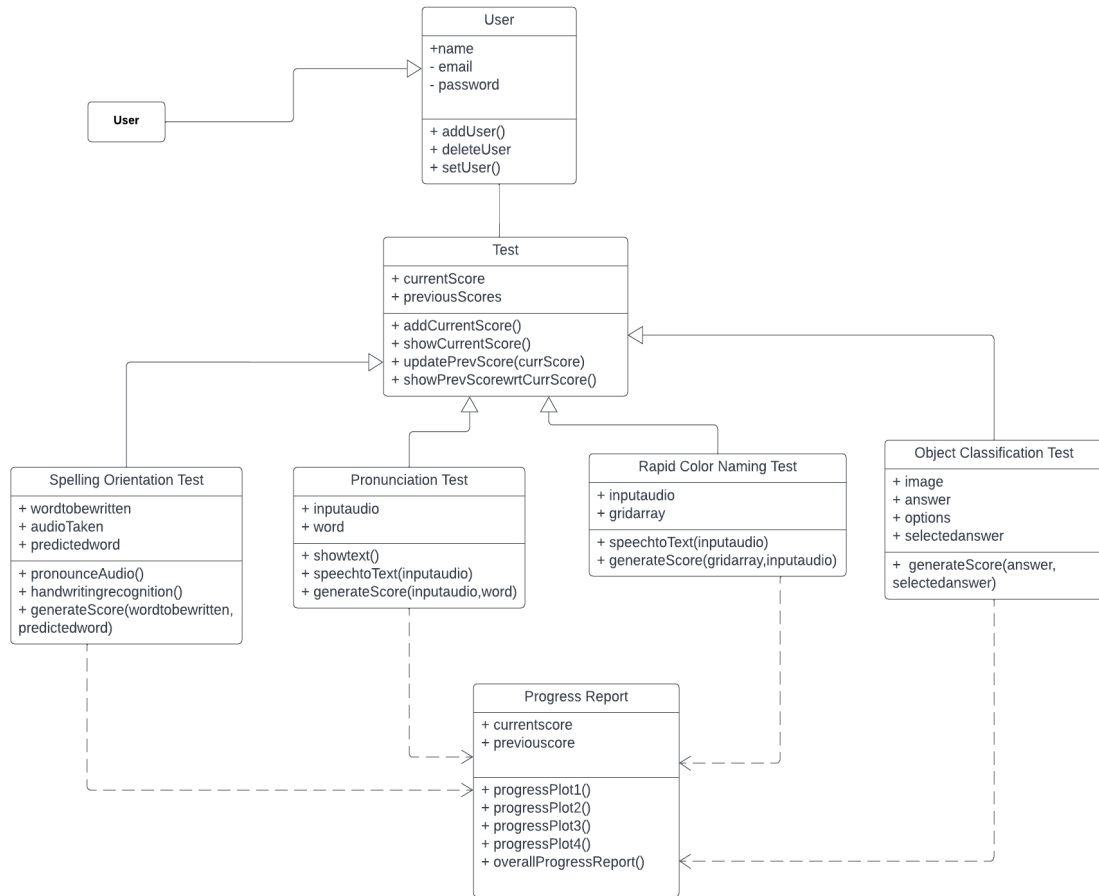 User
+name
- email
- password
+ addUser()
+ deleteUser
+ setUser()
User
Test
+ currentScore
+ previousScores
+ addCurrentScore()
+ showCurrentScore()
+ updatePrevScore(currScore)
+ showPrevScorewrtCurrScore()
Spelling Orientation Test
+ wordtobewritten
+ audioTaken
+ predictedword
+ pronounceAudio()
+ handwritingrecognition()
+ generateScore(wordtobewritten,
predictedword)
Pronunciation Test
+ inputaudio
+ word
+ showtext()
+ speechtoText(inputaudio)
+ generateScore(inputaudio,word)
Rapid Color Naming Test
+ inputaudio
+ gridarray
+ speechtoText(inputaudio)
+ generateScore(gridarray,inputaudio)
Object Classification Test
+ image
+ answer
+ options
+ selectedanswer
+ generateScore(answer,
selectedanswer)
Progress Report
+ currentscore
+ previouscore
+ progressPlot1()
+ progressPlot2()
+ progressPlot3()
+ progressPlot4()
+ overallProgressReport()